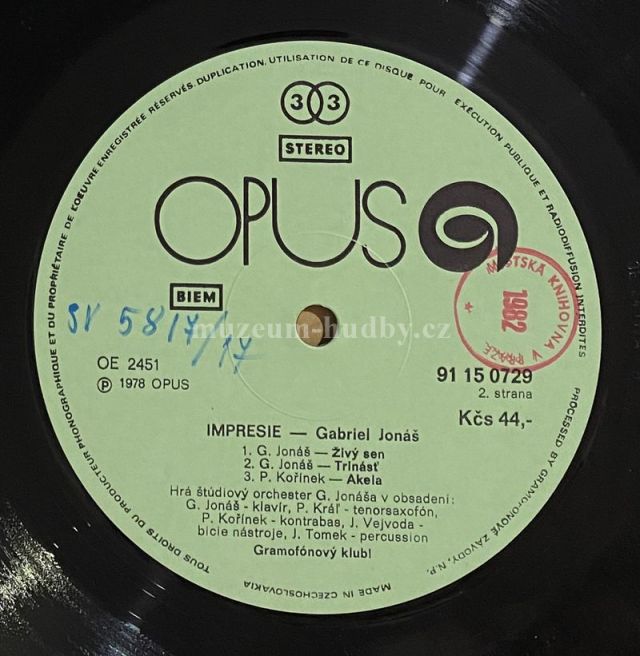 TOUS DROITS DU PRODUCTEUR PHONOGRAPHIQUE ET DU PROPRIÉTAIRE DE L'OEUVRE ENREGISTRÉE RÉSERVÉS. DUPLICATION, UTILISATION DE CE DISQUE POUR EXÉCUTION PUBLIQUE ET RADIODIFFUSION INTERDITES
PROCESSED BY GRAMOFONOVÉ ZÁVODY, N.P.
MADE IN CZECHOSLOVAKIA
33
STEREO
OPUS
BIEM
MĚSTSKÁ KNIHOVNA V PRAZE
1982
SV 5817/17
muzeum-hudby.cz
OE 2451
Ⓟ 1978 OPUS
91 15 0729
2. strana
Kčs 44,-
IMPRESIE — Gabriel Jonáš
1. G. Jonáš — Živý sen
2. G. Jonáš — Trinásť
3. P. Kořínek — Akela
Hrá štúdiový orchester G. Jonáša v obsadení:
G. Jonáš - klavír, P. Kráľ - tenorsaxofón,
P. Kořínek - kontrabas, J. Vejvoda -
bicie nástroje, J. Tomek - percussion
Gramofónový klub!